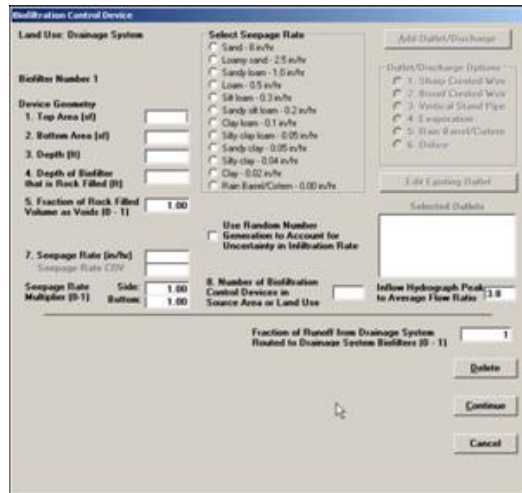 Biofiltration Control Device
Land Use: Drainage System
Biofilter Number 1
Device Geometry
1. Top Area (sf)
2. Bottom Area (sf)
3. Depth (ft)
4. Depth of Biofilter
that is Rock Filled (ft)
5. Fraction of Rock Filled
Volume as Voids (0 - 1)
1.00
7. Seepage Rate (in/hr)
Seepage Rate COV
Seepage Rate
Multiplier (0-1)
Side: 1.00
Bottom: 1.00
Select Seepage Rate
Sand - 8 in/hr
Loamy sand - 2.5 in/hr
Sandy loam - 1.0 in/hr
Loam - 0.5 in/hr
Silt loam - 0.3 in/hr
Sandy silt loam - 0.2 in/hr
Clay loam - 0.1 in/hr
Silty clay loam - 0.05 in/hr
Sandy clay - 0.05 in/hr
Silty clay - 0.04 in/hr
Clay - 0.02 in/hr
Rain Barrel/Cistern - 0.00 in/hr
Use Random Number
Generation to Account for
Uncertainty in Infiltration Rate
8. Number of Biofiltration
Control Devices in
Source Area or Land Use
Add Outlet/Discharge
Outlet/Discharge Options
1. Sharp Crested Weir
2. Broad Crested Weir
3. Vertical Stand Pipe
4. Evaporation
5. Rain Barrel/Cistern
6. Orifice
Edit Existing Outlet
Selected Outlets
Inflow Hydrograph Peak
to Average Flow Ratio
3.8
Fraction of Runoff from Drainage System
Routed to Drainage System Biofilters (0 - 1)
1
Delete
Continue
Cancel